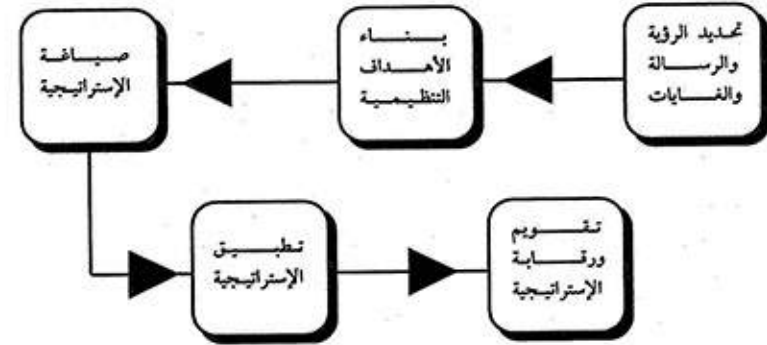 تحديد الرؤية
والرسالة
والغايات
بناء
الأهداف
التنظيمية
صياغة
الإستراتيجية
تطبيق
الإستراتيجية
تقويم
ورقابة
الإستراتيجية